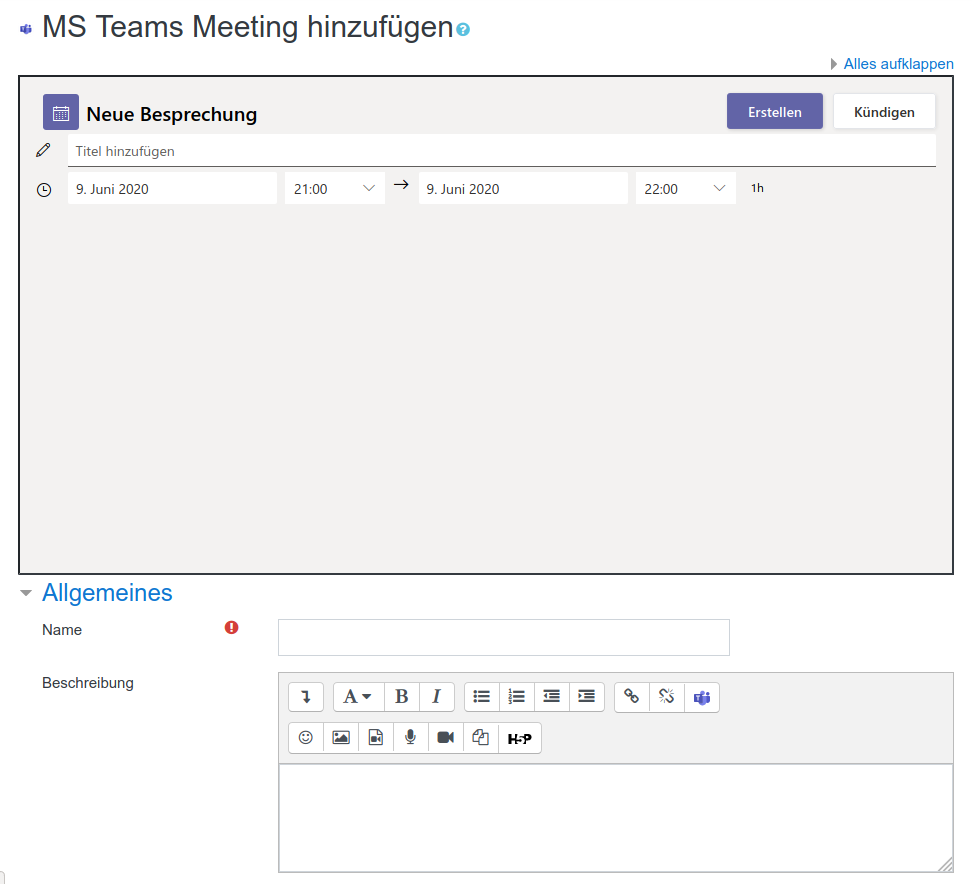 MS Teams Meeting hinzufügen
Alles aufklappen
Neue Besprechung
Erstellen
Kündigen
Titel hinzufügen
9. Juni 2020 21:00 → 9. Juni 2020 22:00 1h
Allgemeines
Name
Beschreibung
A B I
H5P